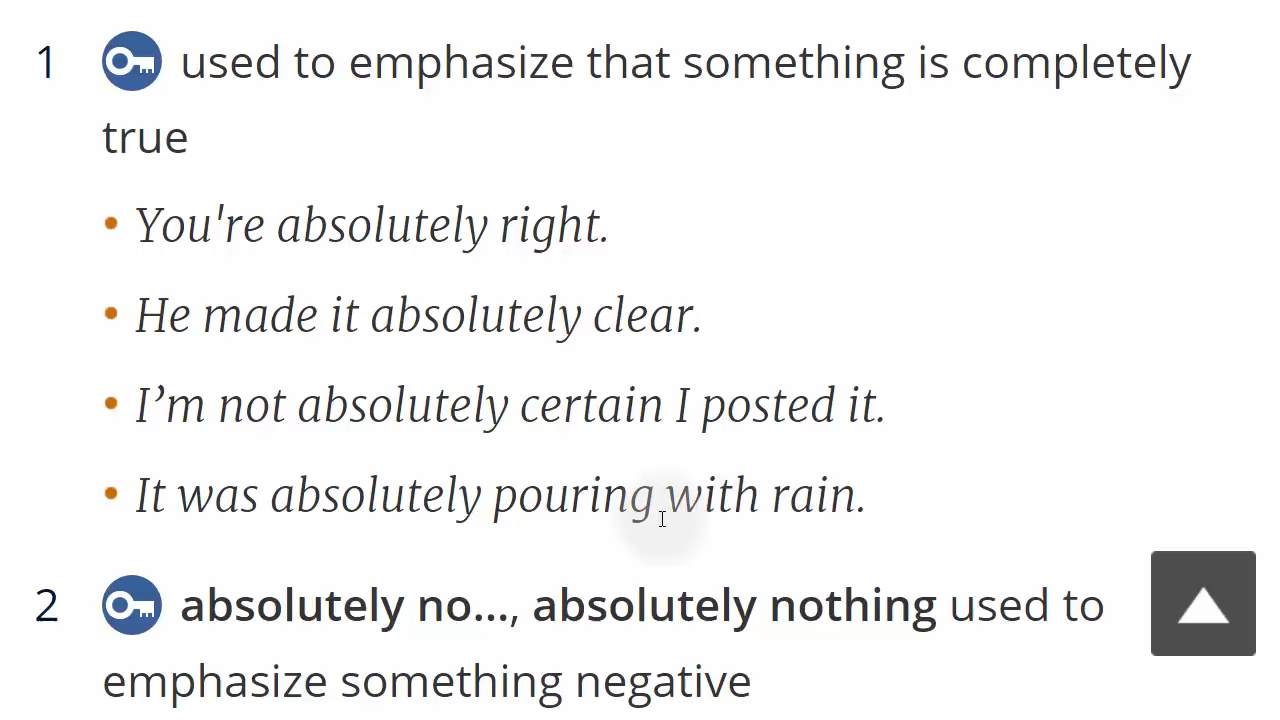 1 used to emphasize that something is completely
true
• You're absolutely right.
• He made it absolutely clear.
• I’m not absolutely certain I posted it.
• It was absolutely pouring with rain.
2 absolutely no..., absolutely nothing used to
emphasize something negative